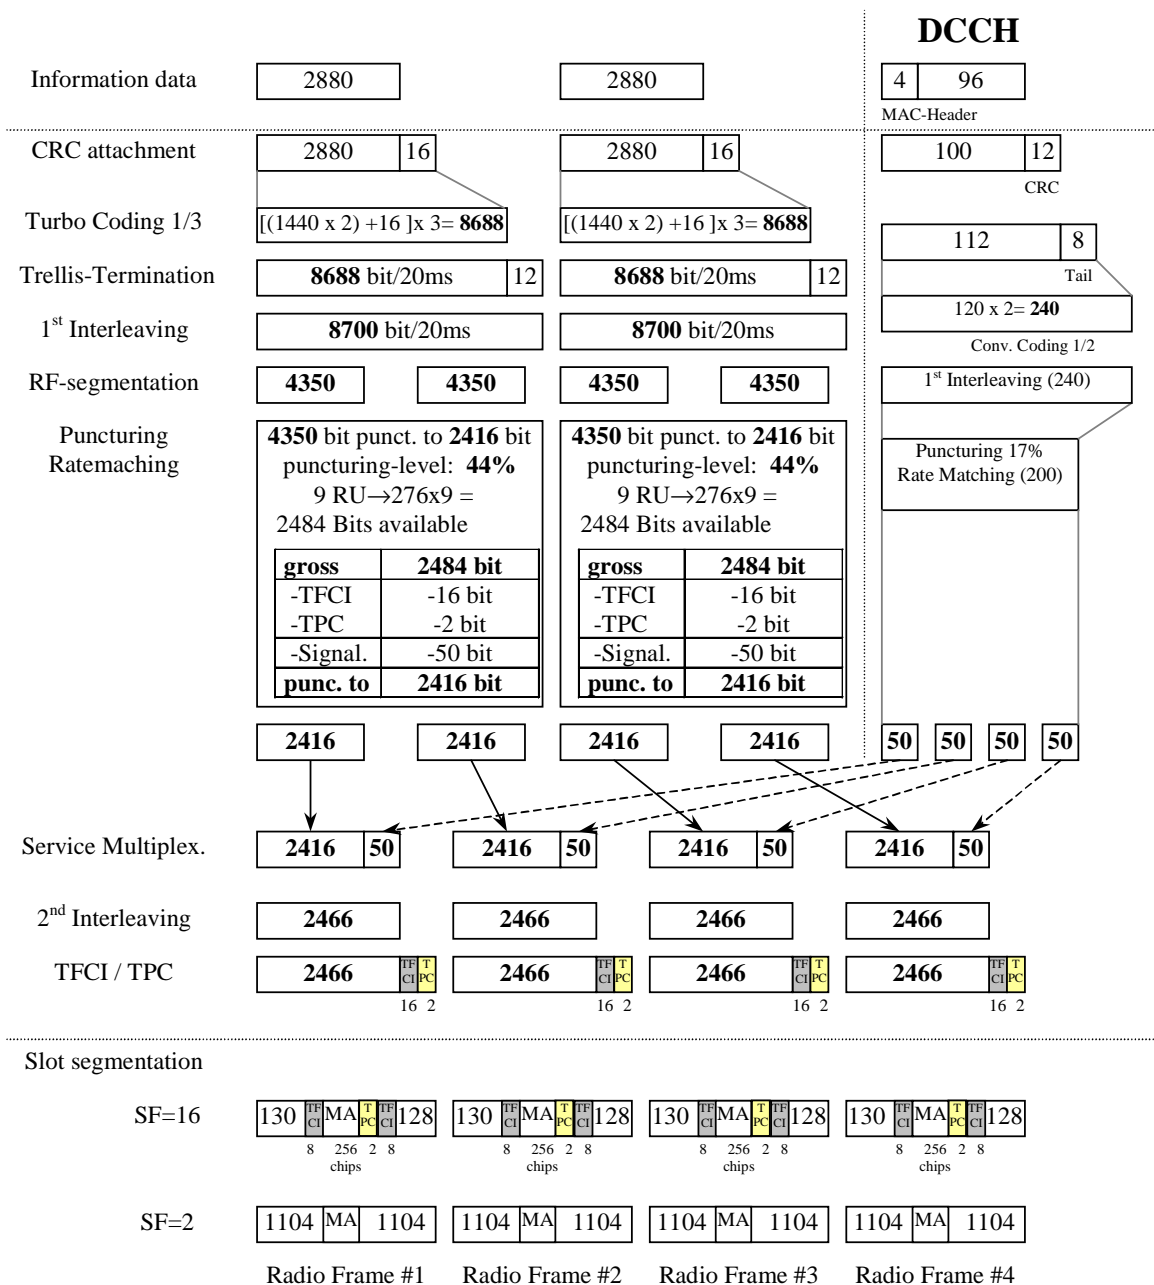 DCCH
Information data 2880 2880 4 96
MAC-Header
CRC attachment 2880 16 2880 16 100 12
CRC
Turbo Coding 1/3 [(1440 x 2) +16 ]x 3= 8688 [(1440 x 2) +16 ]x 3= 8688
112 8
Tail
Trellis-Termination 8688 bit/20ms 12 8688 bit/20ms 12
120 x 2= 240
Conv. Coding 1/2
1st Interleaving 8700 bit/20ms 8700 bit/20ms
RF-segmentation 4350 4350 4350 4350 1st Interleaving (240)
Puncturing
Ratemaching
4350 bit punct. to 2416 bit
puncturing-level: 44%
9 RU→276x9 =
2484 Bits available
gross 2484 bit
-TFCI -16 bit
-TPC -2 bit
-Signal. -50 bit
punc. to 2416 bit
4350 bit punct. to 2416 bit
puncturing-level: 44%
9 RU→276x9 =
2484 Bits available
gross 2484 bit
-TFCI -16 bit
-TPC -2 bit
-Signal. -50 bit
punc. to 2416 bit
Puncturing 17%
Rate Matching (200)
2416 2416 2416 2416 50 50 50 50
Service Multiplex. 2416 50 2416 50 2416 50 2416 50
2nd Interleaving 2466 2466 2466 2466
TFCI / TPC 2466 TF CI T PC 2466 TF CI T PC 2466 TF CI T PC 2466 TF CI T PC
16 2 16 2 16 2 16 2
Slot segmentation
SF=16 130 TF CI MA T PC TF CI 128 130 TF CI MA T PC TF CI 128 130 TF CI MA T PC TF CI 128 130 TF CI MA T PC TF CI 128
8 256 2 8 8 256 2 8 8 256 2 8 8 256 2 8
chips chips chips chips
SF=2 1104 MA 1104 1104 MA 1104 1104 MA 1104 1104 MA 1104
Radio Frame #1 Radio Frame #2 Radio Frame #3 Radio Frame #4